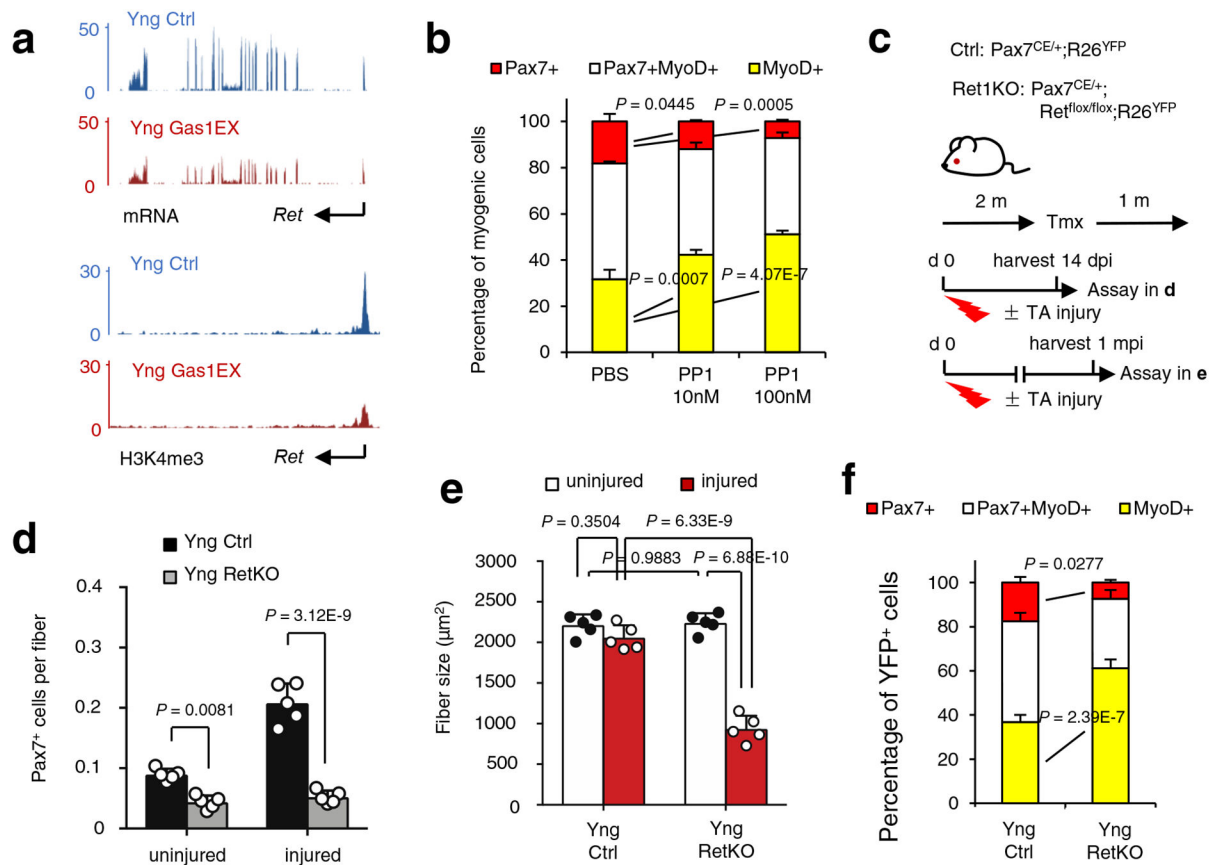 a
Yng Ctrl
50
0
Yng Gas1EX
50
0
mRNA
Ret
Yng Ctrl
30
0
Yng Gas1EX
30
0
H3K4me3
Ret
b
Pax7+ Pax7+MyoD+ MyoD+
Percentage of myogenic cells
P = 0.0445 P = 0.0005
100
80
60
40
20
0
P = 0.0007 P = 4.07E-7
PBS PP1 PP1
10nM 100nM
c
Ctrl: Pax7CE/+;R26YFP
Ret1KO: Pax7CE/+;
Retflox/flox;R26YFP
2 m Tmx 1 m
d 0 harvest 14 dpi
Assay in d
± TA injury
d 0 harvest 1 mpi
Assay in e
± TA injury
d
Yng Ctrl
Yng RetKO
Pax7+ cells per fiber
0.4
0.3
0.2
0.1
0
P = 0.0081
P = 3.12E-9
uninjured injured
e
uninjured injured
P = 0.3504 P = 6.33E-9
P = 0.9883 P = 6.88E-10
Fiber size (µm²)
3000
2500
2000
1500
1000
500
0
Yng Yng
Ctrl RetKO
f
Pax7+ Pax7+MyoD+ MyoD+
Percentage of YFP+ cells
P = 0.0277
100
80
60
40
20
0
P = 2.39E-7
Yng Yng
Ctrl RetKO